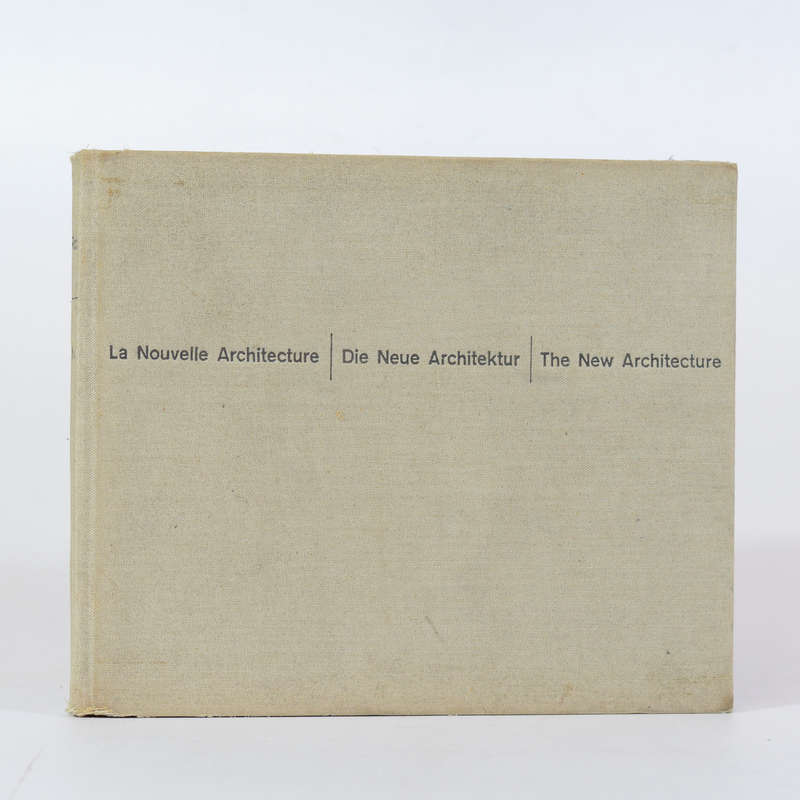 La Nouvelle Architecture | Die Neue Architektur | The New Architecture